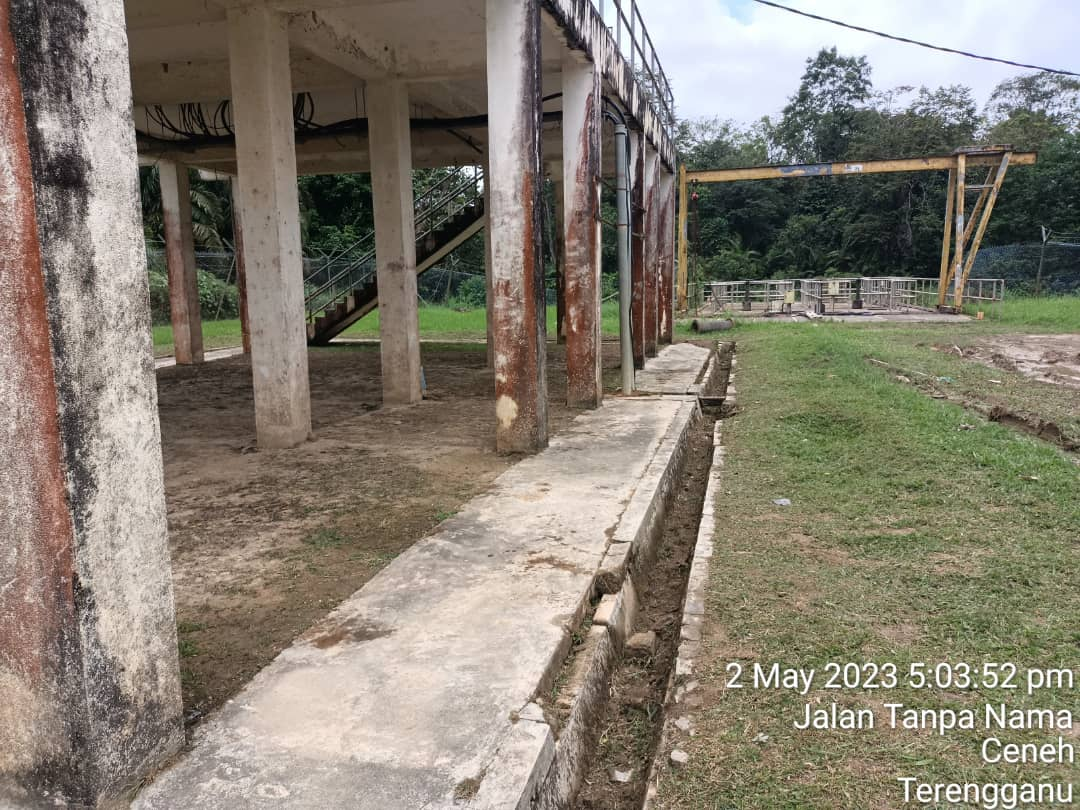 2 May 2023 5:03:52 pm
Jalan Tanpa Nama
Ceneh
Terengganu